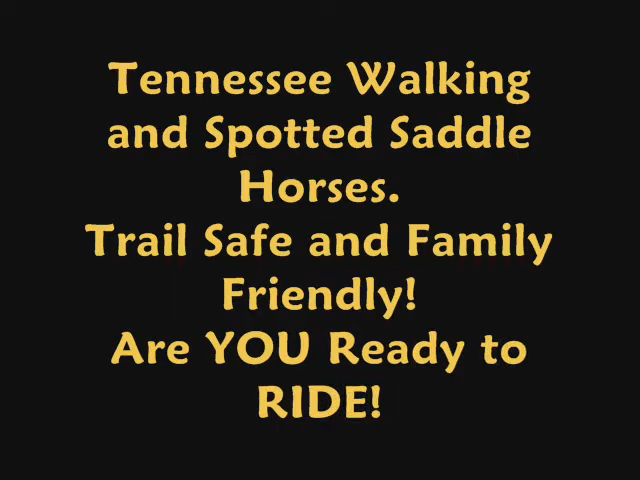 Tennessee Walking
and Spotted Saddle
Horses.
Trail Safe and Family
Friendly!
Are YOU Ready to
RIDE!